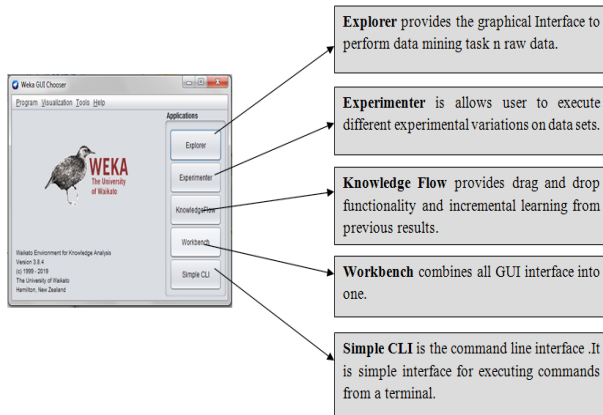 Weka GUI Chooser
Program Visualization Tools Help
Applications
Explorer
Experimenter
KnowledgeFlow
Workbench
Simple CLI
WEKA
The University
of Waikato
Waikato Environment for Knowledge Analysis
Version 3.8.4
(c) 1999 - 2019
The University of Waikato
Hamilton, New Zealand
Explorer provides the graphical Interface to
perform data mining task n raw data.
Experimenter is allows user to execute
different experimental variations on data sets.
Knowledge Flow provides drag and drop
functionality and incremental learning from
previous results.
Workbench combines all GUI interface into
one.
Simple CLI is the command line interface .It
is simple interface for executing commands
from a terminal.